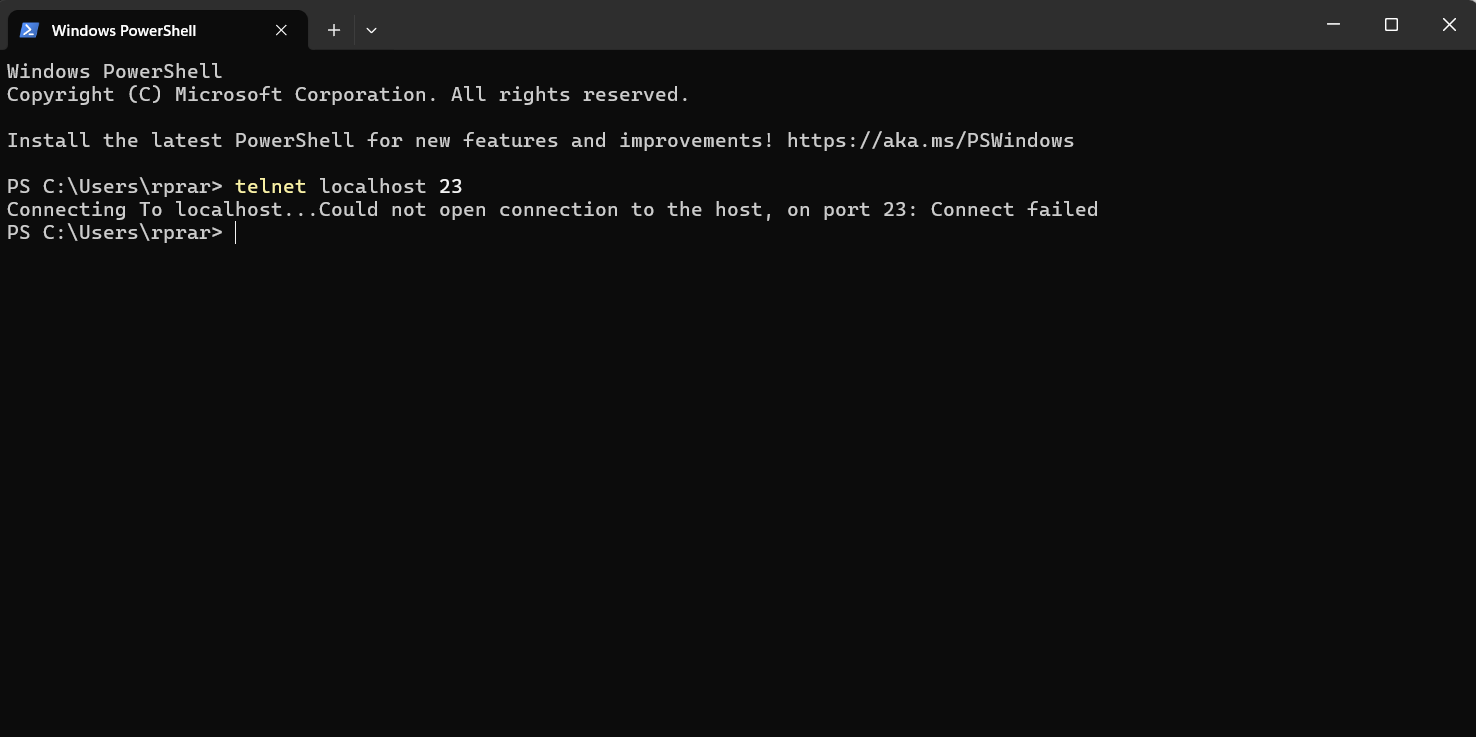 Windows PowerShell
Windows PowerShell
Copyright (C) Microsoft Corporation. All rights reserved.
Install the latest PowerShell for new features and improvements! https://aka.ms/PSWindows
PS C:\Users\rprar> telnet localhost 23
Connecting To localhost...Could not open connection to the host, on port 23: Connect failed
PS C:\Users\rprar>